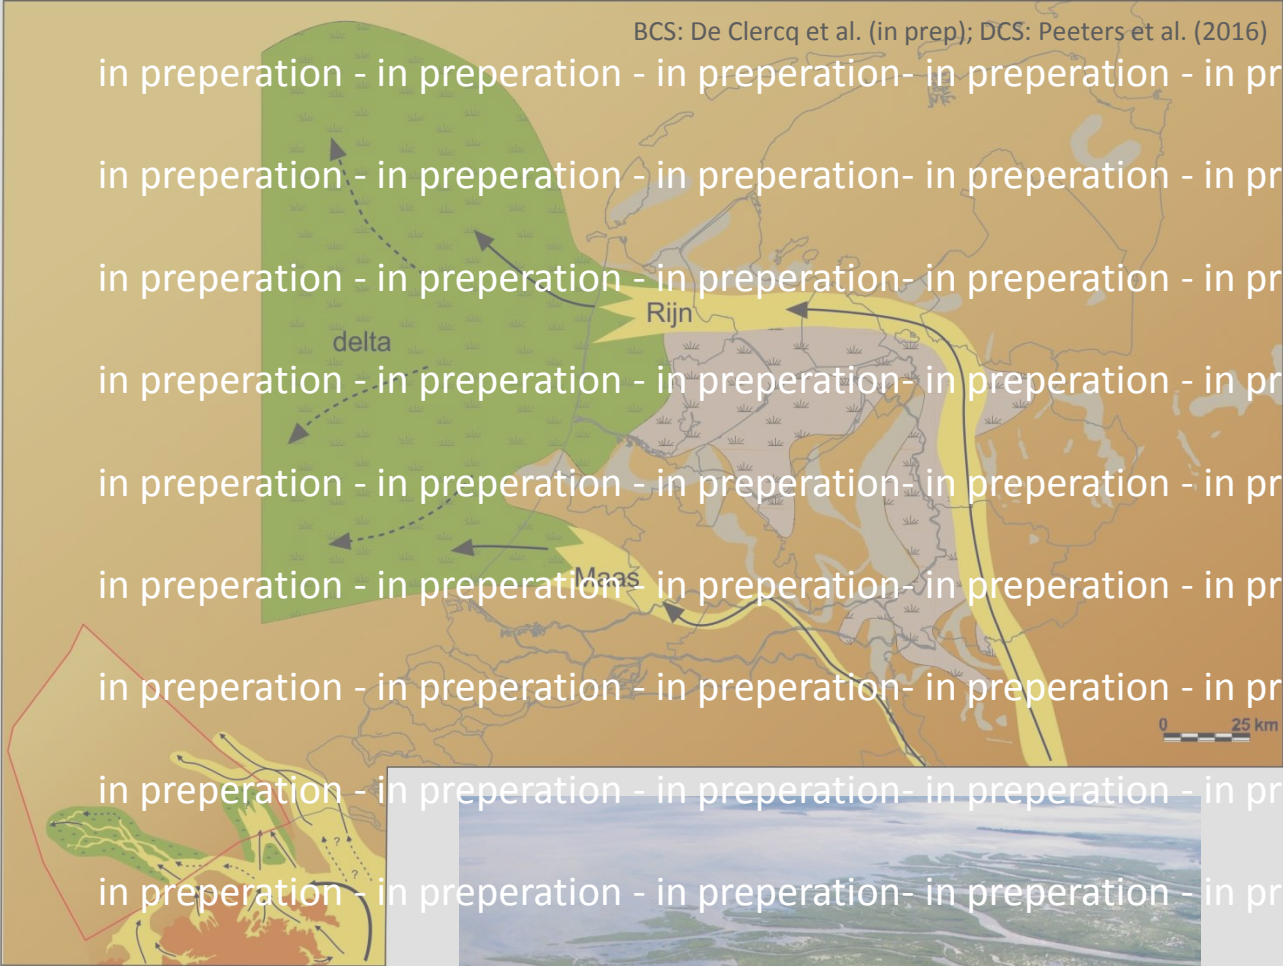 BCS: De Clercq et al. (in prep); DCS: Peeters et al. (2016)
in preperation - in preperation - in preperation- in preperation - in pr
in preperation - in preperation - in preperation- in preperation - in pr
in preperation - in preperation - in preperation- in preperation - in pr
Rijn
delta
in preperation - in preperation - in preperation- in preperation - in pr
in preperation - in preperation - in preperation- in preperation - in pr
Maas
in preperation - in preperation - in preperation- in preperation - in pr
in preperation - in preperation - in preperation- in preperation - in pr
0 25 km
in preperation - in preperation - in preperation- in preperation - in pr
?
?
in preperation - in preperation - in preperation- in preperation - in pr